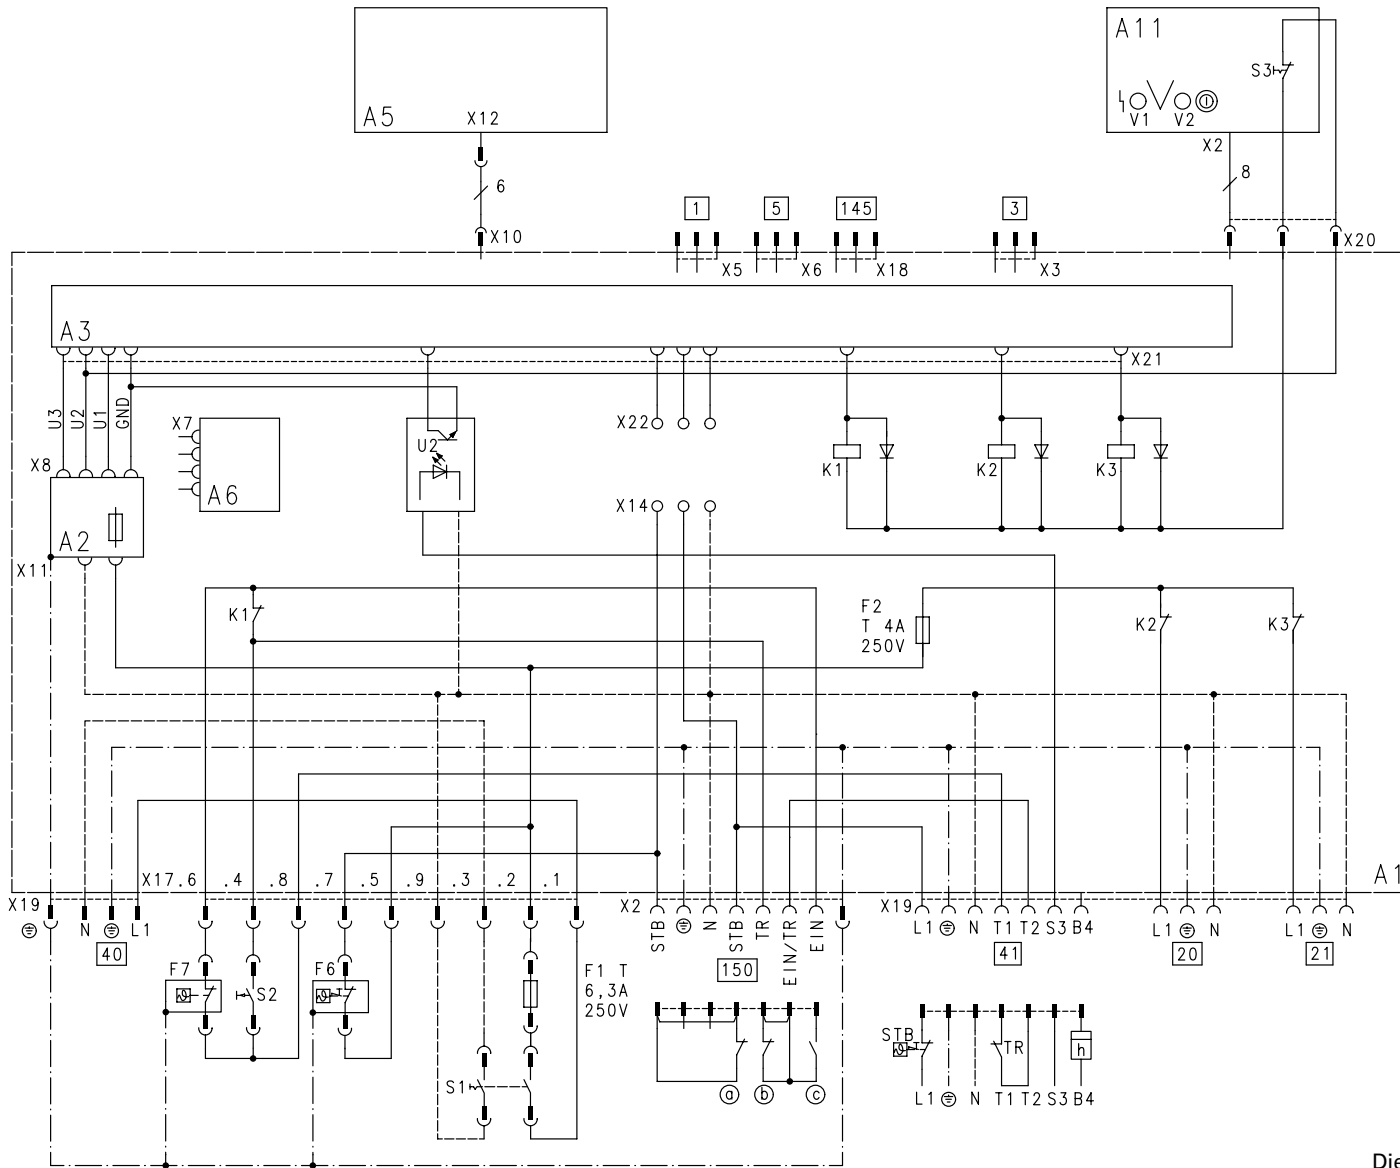 A5
X12
6
X10
A11
S3
V1
V2
X2
8
X20
1
5
145
3
X5
X6
X18
X3
A3
X21
U3
U2
U1
GND
X8
X7
A6
U2
X22
X14
K1
K2
K3
A2
X11
K1
F2
T 4A
250V
K2
K3
A1
X17.6 .4 .8 .7 .5 .9 .3 .2 .1
X19
N
L1
40
X2
STB
N
STB
TR
EIN/TR
EIN
150
X19
L1
N
T1
T2
S3
B4
41
L1
N
20
L1
N
21
F7
S2
F6
F1 T
6,3A
250V
S1
a
b
c
STB
TR
h
L1
N
T1
T2
S3
B4
Die